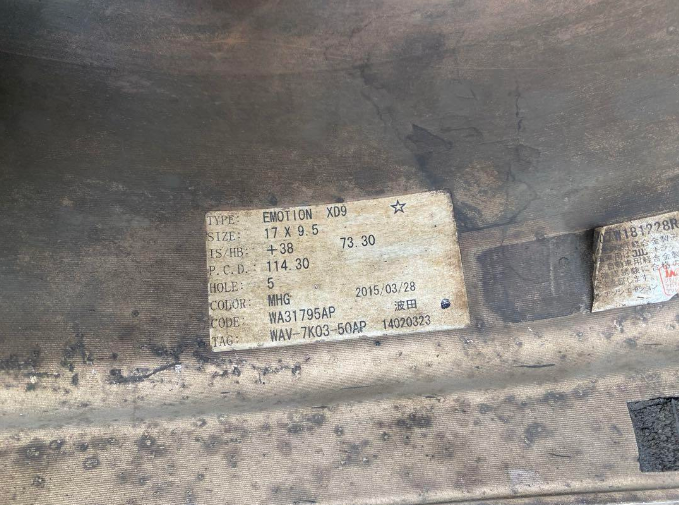 TYPE: EMOTION XD9 ☆
SIZE: 17 X 9.5
IS/HB: +38 73.30
P.C.D.: 114.30
HOLE: 5
COLOR: MHG 2015/03/28
CODE: WA31795AP 波田
TAG: WAV-7K03-50AP 14020323
W181228R